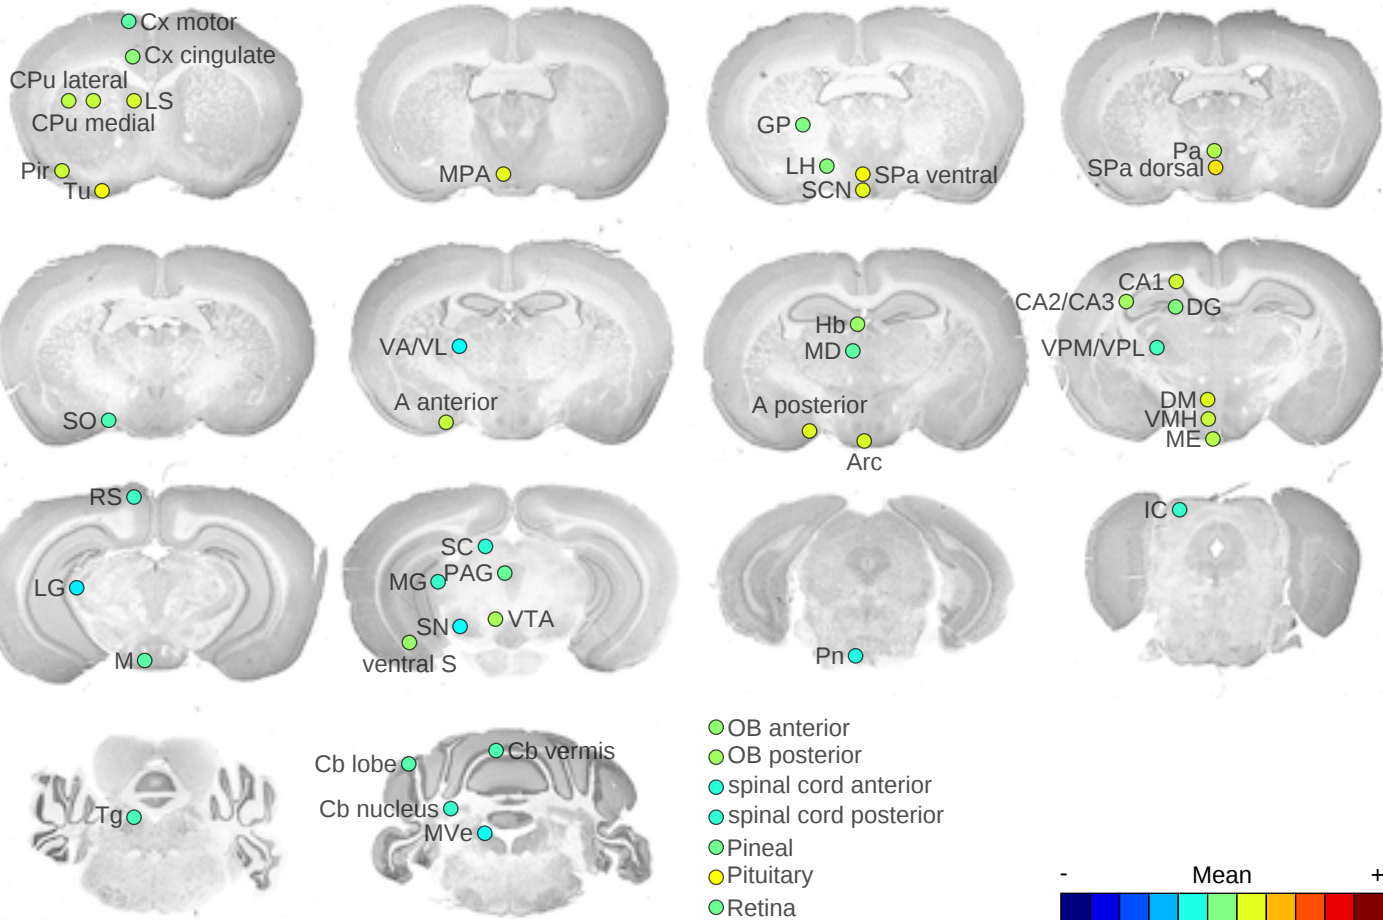 Cx motor
Cx cingulate
CPu lateral
LS
CPu medial
Pir
Tu
MPA
GP
LH
SPa ventral
SCN
Pa
SPa dorsal
SO
VA/VL
A anterior
Hb
MD
A posterior
Arc
CA1
CA2/CA3
DG
VPM/VPL
DM
VMH
ME
RS
LG
M
SC
MG
PAG
SN
VTA
ventral S
Pn
IC
Tg
Cb lobe
Cb vermis
Cb nucleus
MVe
OB anterior
OB posterior
spinal cord anterior
spinal cord posterior
Pineal
Pituitary
Retina
- Mean +